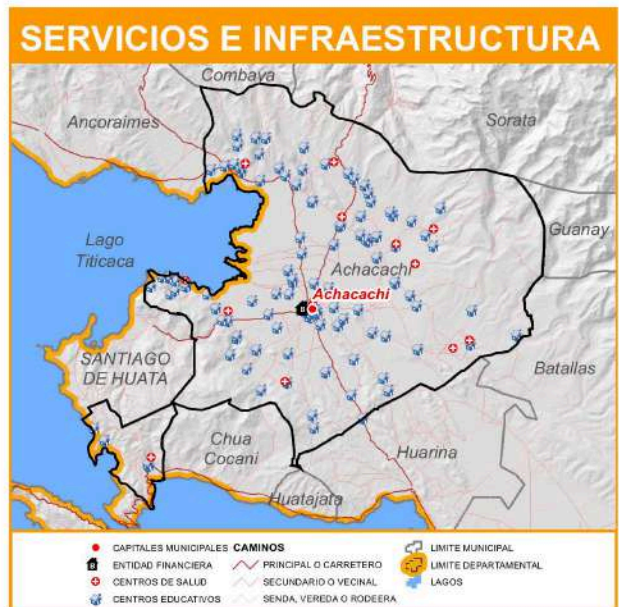 SERVICIOS E INFRAESTRUCTURA
Combaya
Ancoraimes
Sorata
Guanay
Lago
Titicaca
Achacachi
Achacachi
SANTIAGO
DE HUATA
Batallas
Chua
Cocani
Huarina
Huatajata
CAPITALES MUNICIPALES
ENTIDAD FINANCIERA
CENTROS DE SALUD
CENTROS EDUCATIVOS
CAMINOS
PRINCIPAL O CARRETERO
SECUNDARIO O VECINAL
SENDA, VEREDA O RODEERA
LIMITE MUNICIPAL
LIMITE DEPARTAMENTAL
LAGOS